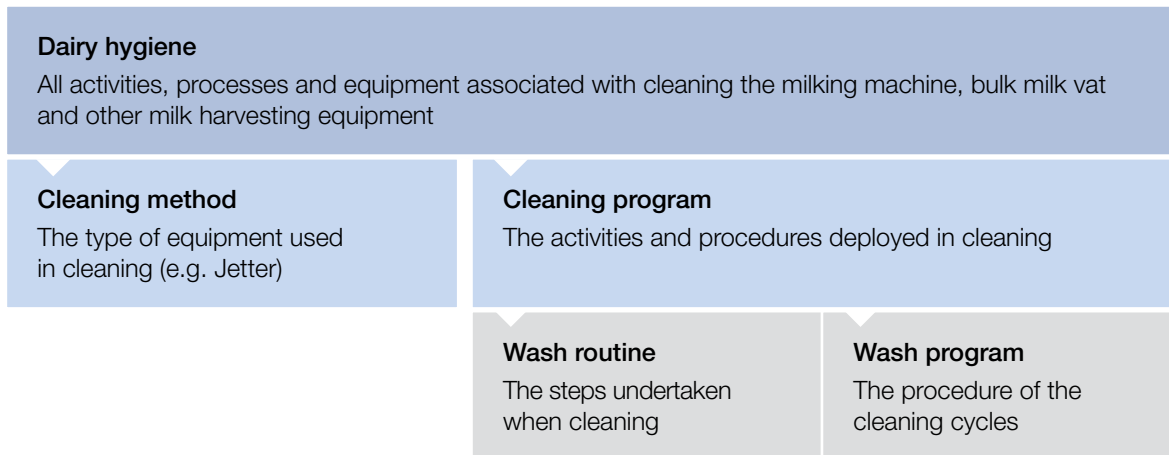 Dairy hygiene
All activities, processes and equipment associated with cleaning the milking machine, bulk milk vat
and other milk harvesting equipment
Cleaning method
The type of equipment used
in cleaning (e.g. Jetter)
Cleaning program
The activities and procedures deployed in cleaning
Wash routine
The steps undertaken
when cleaning
Wash program
The procedure of the
cleaning cycles